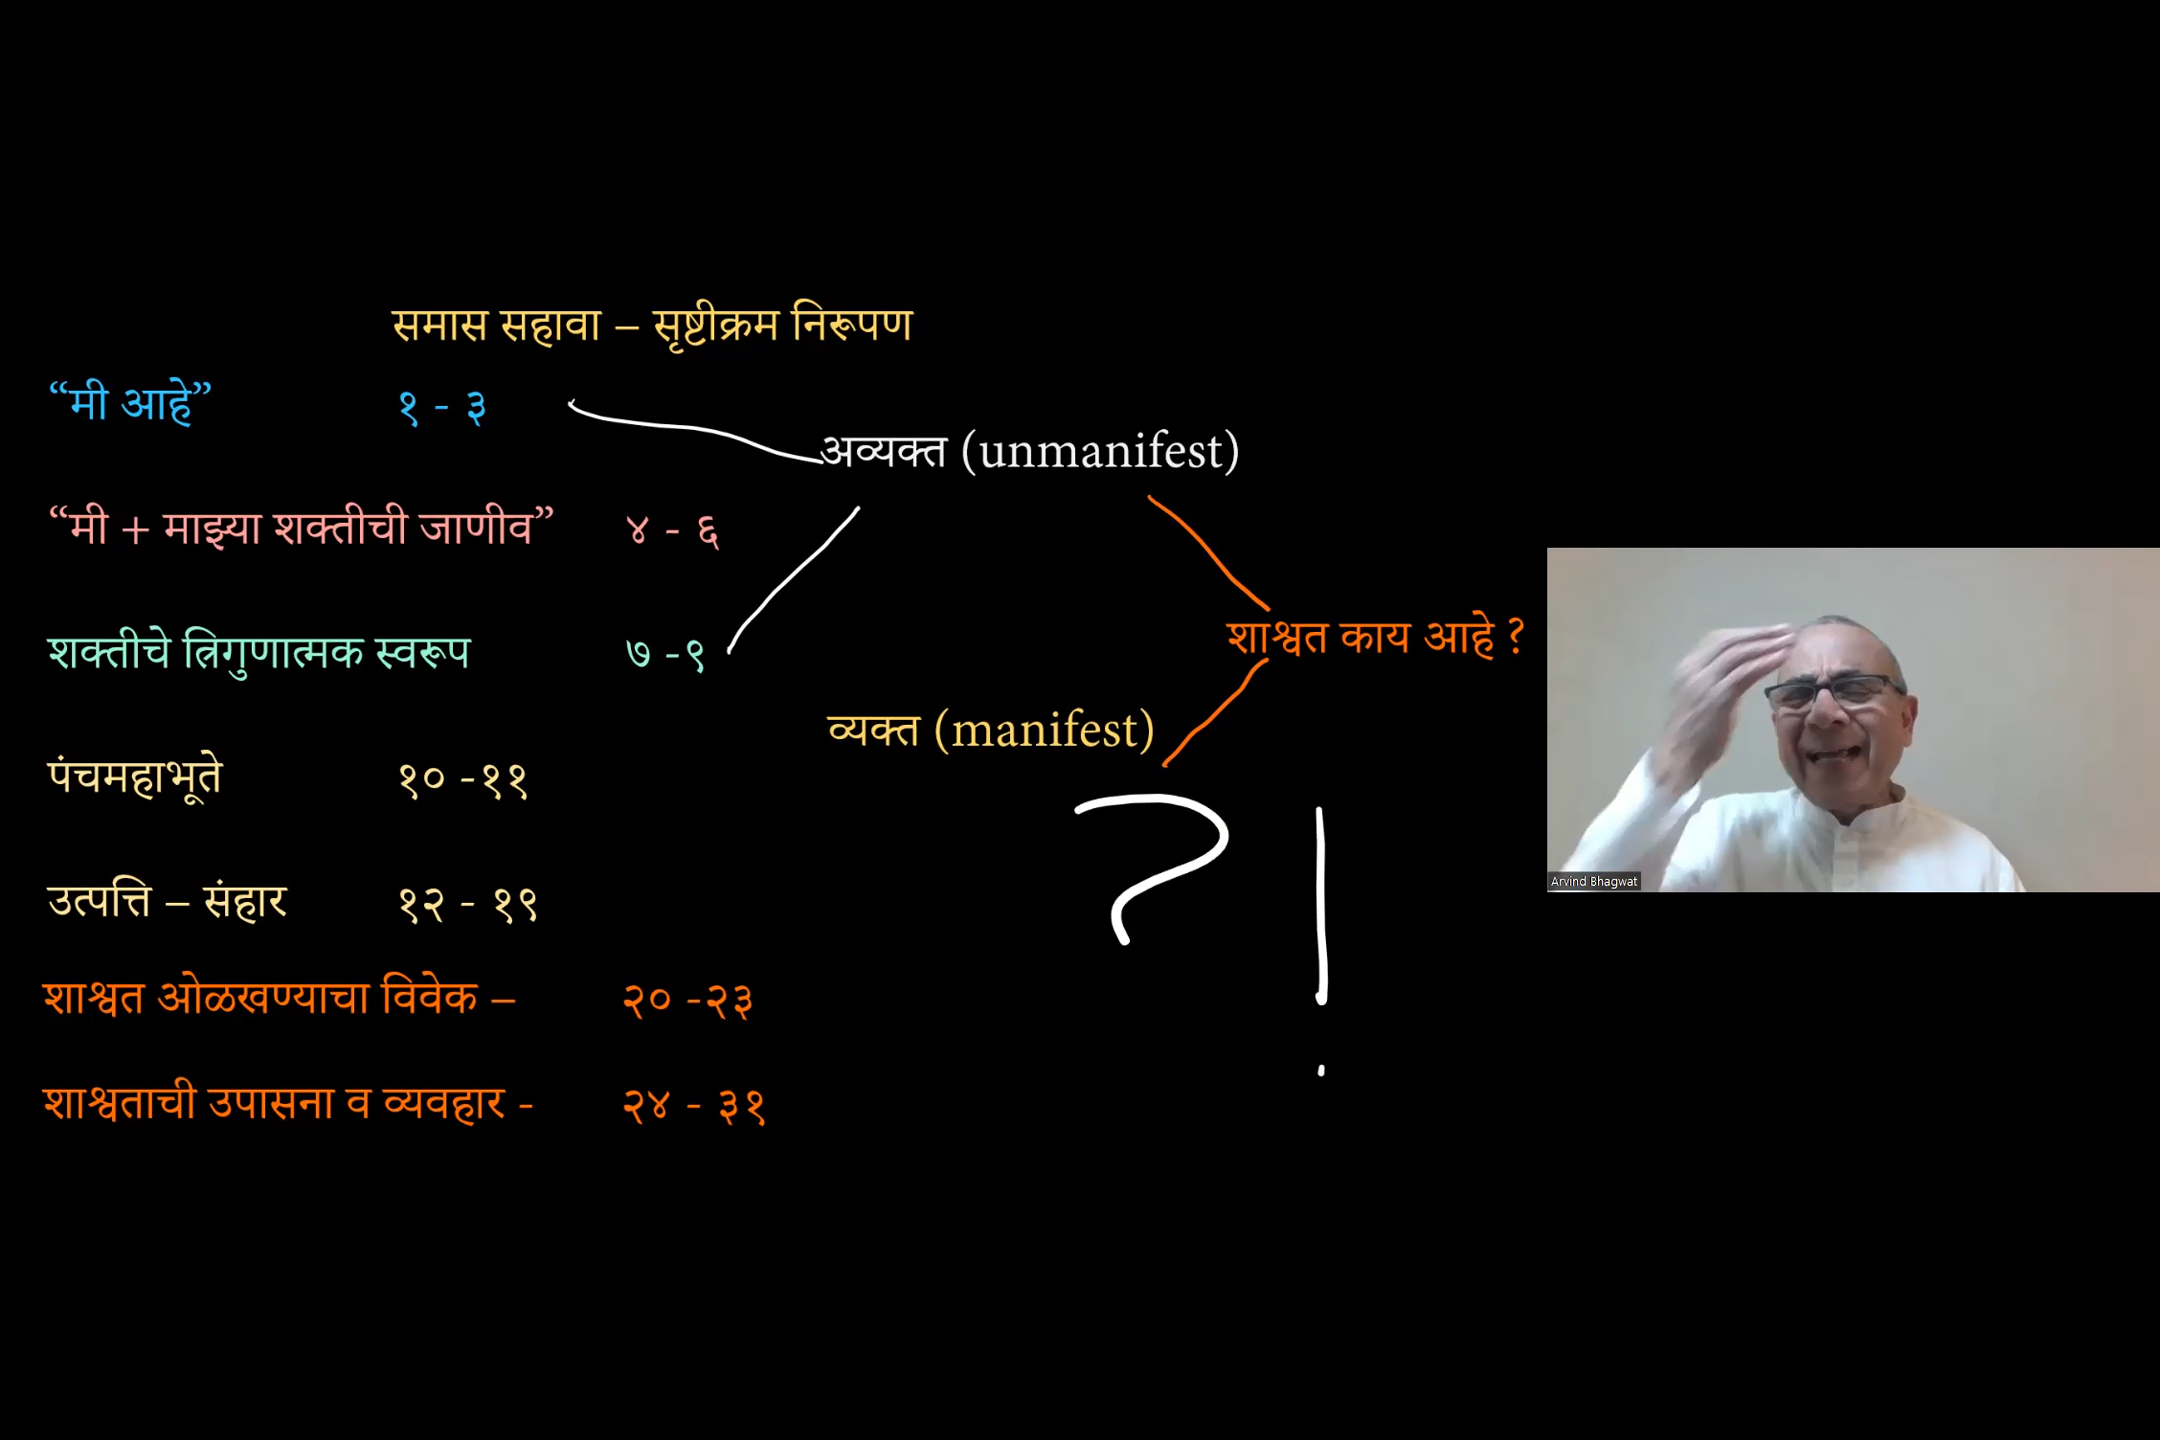 समास सहावा – सृष्टीक्रम निरूपण
“मी आहे” १ - ३
अव्यक्त (unmanifest)
“मी + माझ्या शक्तीची जाणीव” ४ - ६
शक्तीचे त्रिगुणात्मक स्वरूप ७ -९
शाश्वत काय आहे ?
व्यक्त (manifest)
पंचमहाभूते १० -११
उत्पत्ति – संहार १२ - १९
शाश्वत ओळखण्याचा विवेक – २० -२३
शाश्वताची उपासना व व्यवहार - २४ - ३१
? !
Arvind Bhagwat